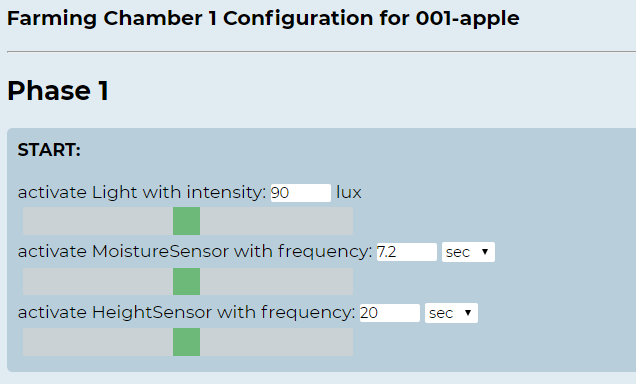 Farming Chamber 1 Configuration for 001-apple
Phase 1
START:
activate Light with intensity: 90 lux
activate MoistureSensor with frequency: 7.2 sec
activate HeightSensor with frequency: 20 sec